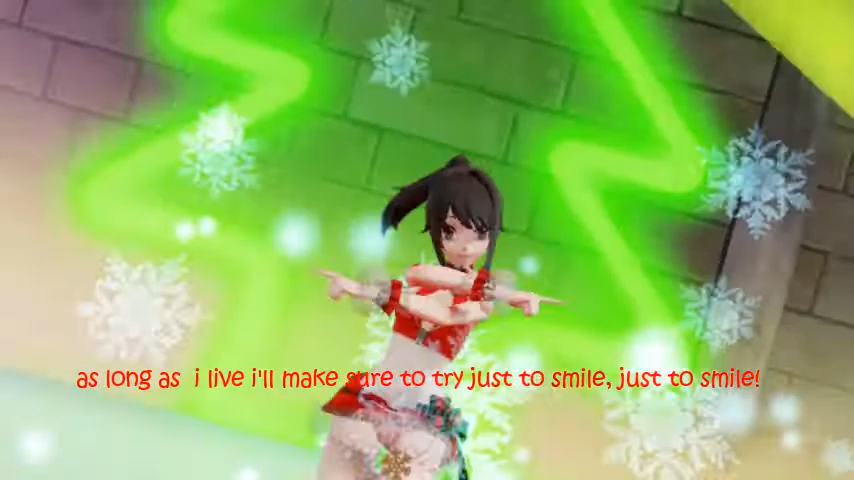 as long as  i live i'll make sure to try just to smile, just to smile!